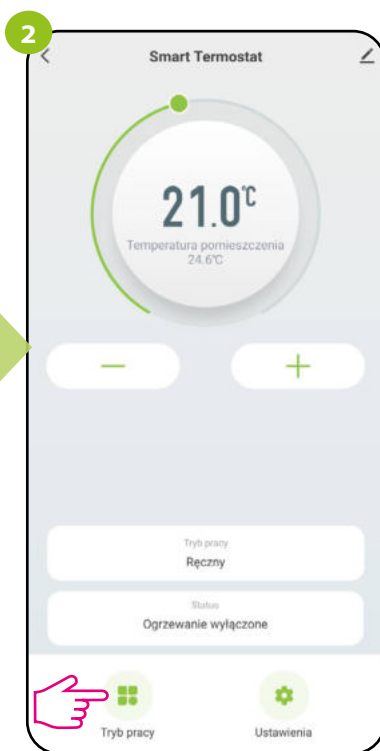 2
Smart Termostat
21.0°C
Temperatura pomieszczenia
24.6°C
Tryb pracy
Ręczny
Status
Ogrzewanie wyłączone
Tryb pracy
Ustawienia